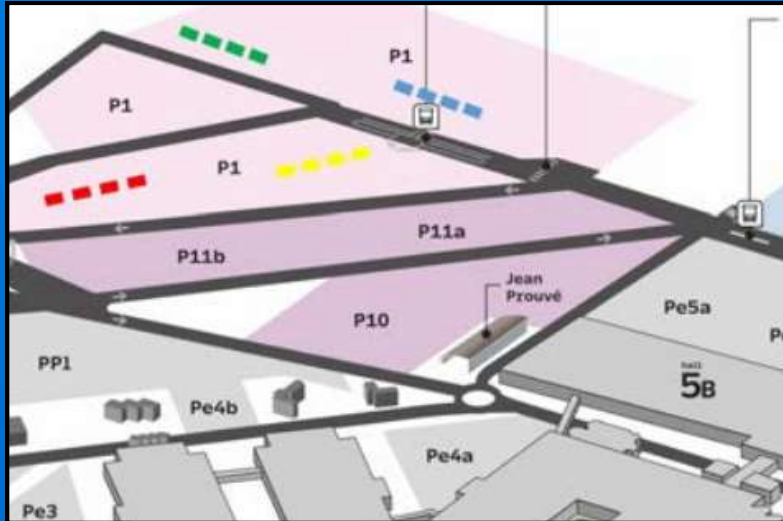 P1
P1
P1
P11a
P11b
Jean
Prouvé
P10
Pe5a
PP1
hall
5B
Pe4b
Pe4a
Pe3